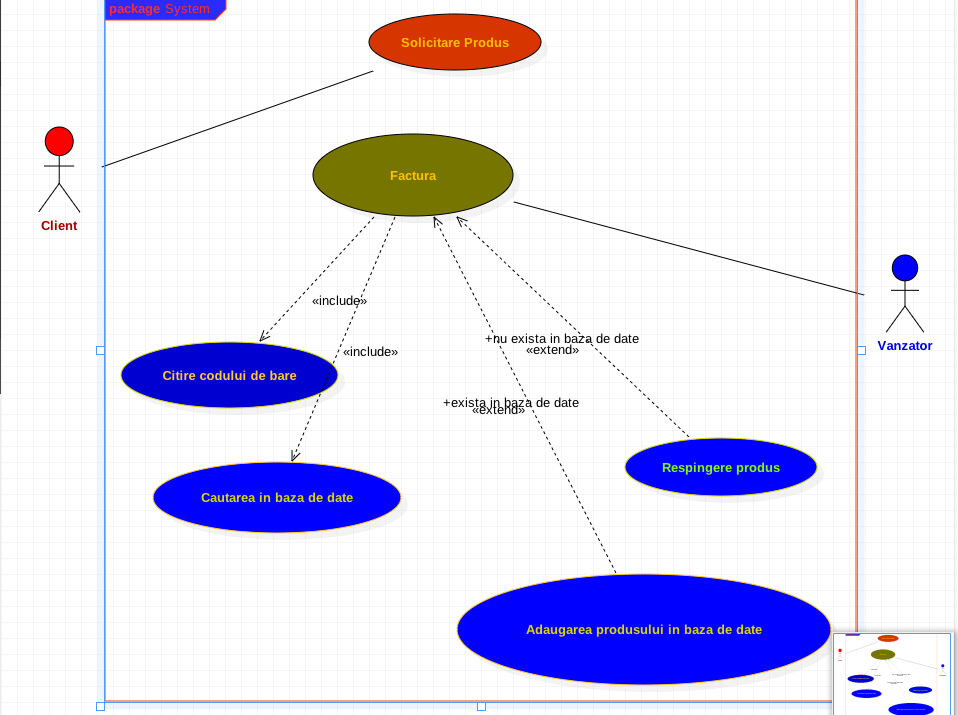 package System
Solicitare Produs
Factura
Client
«include»
Vanzator
+nu exista in baza de date
«extend»
«include»
Citire codului de bare
+exista in baza de date
«extend»
Respingere produs
Cautarea in baza de date
Adaugarea produsului in baza de date